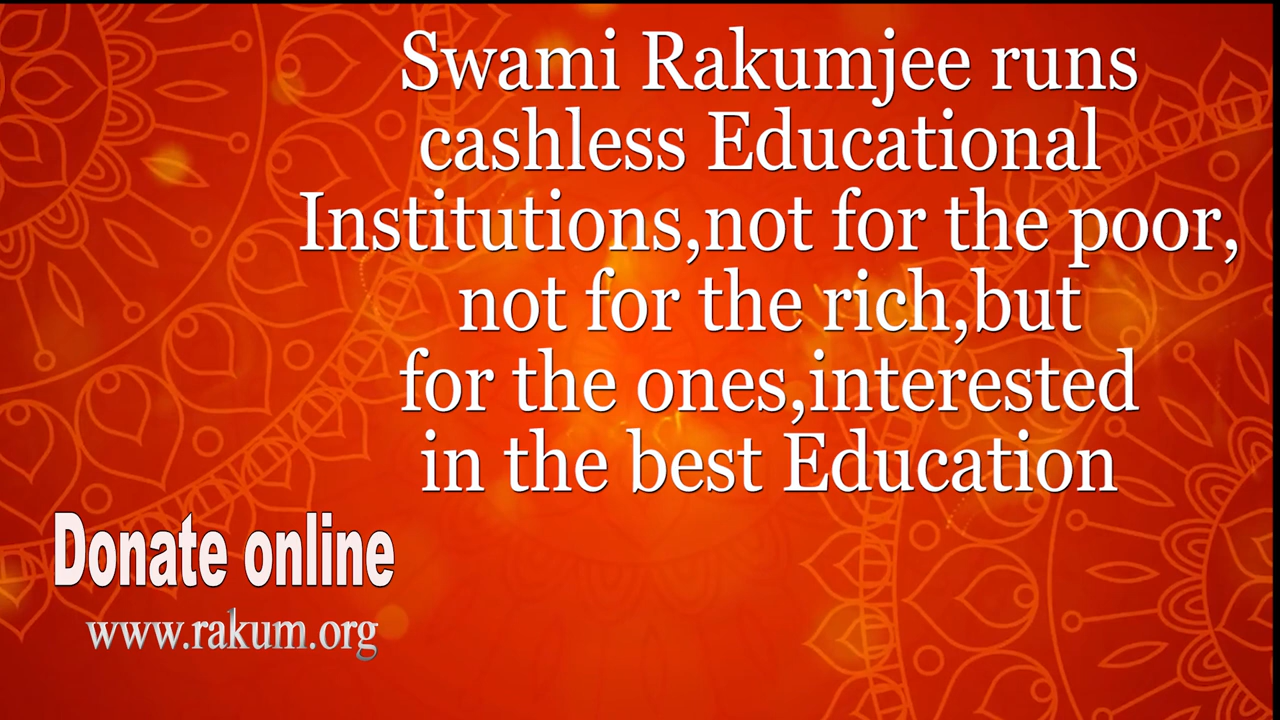 Swami Rakumjee runs
cashless Educational
Institutions,not for the poor,
not for the rich,but
for the ones,interested
in the best Education
Donate online
www.rakum.org